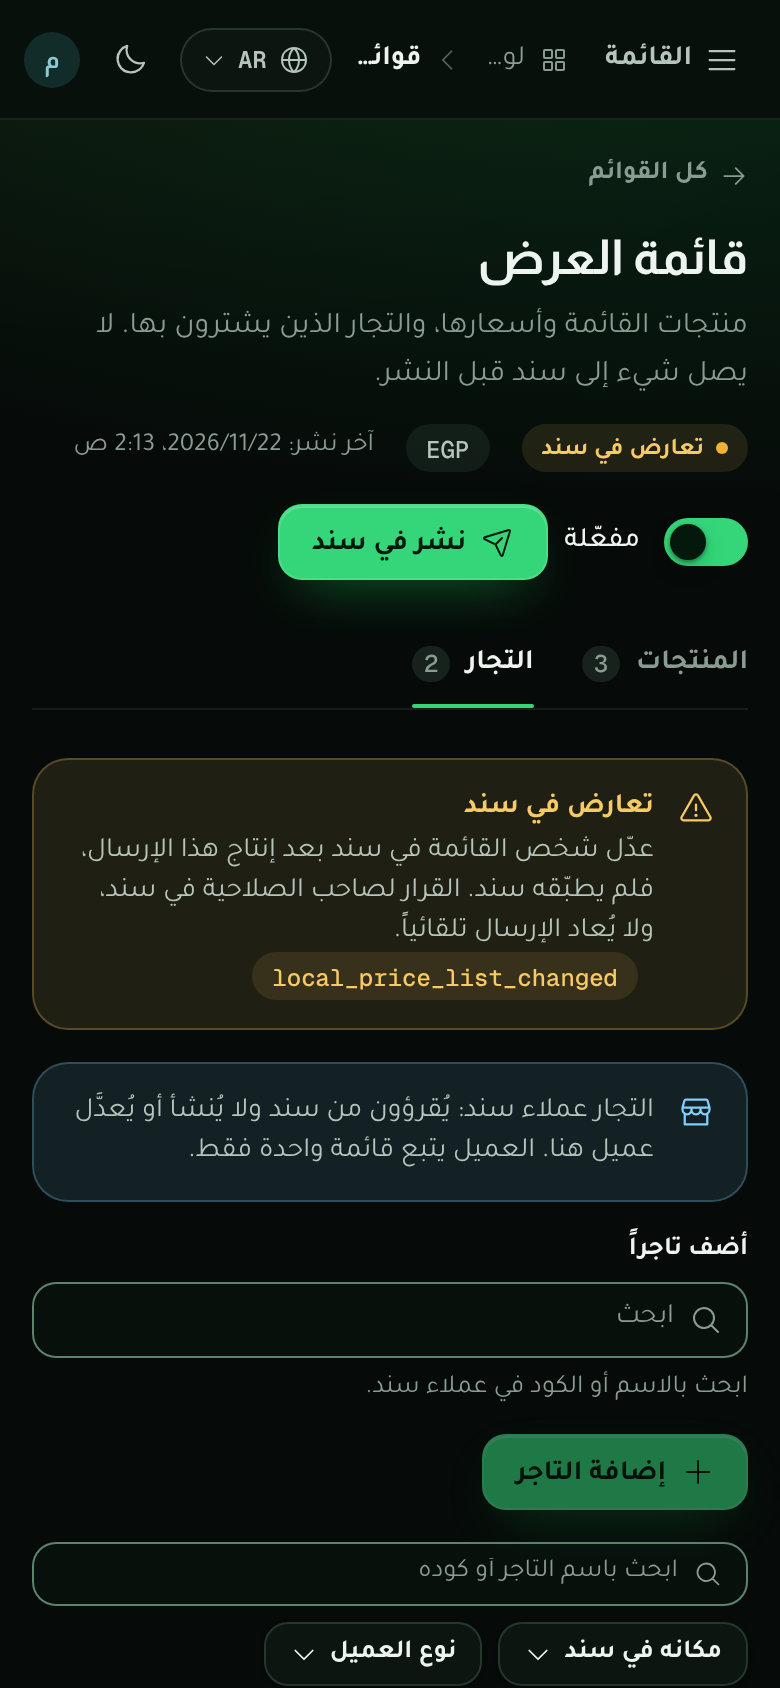 القائمة
لو...
قوائـ...
AR
م
كل القوائم
قائمة العرض
منتجات القائمة وأسعارها، والتجار الذين يشترون بها. لا
يصل شيء إلى سند قبل النشر.
تعارض في سند
EGP
آخر نشر: 2026/11/22، 2:13 ص
مفعّلة
نشر في سند
المنتجات 3
التجار 2
تعارض في سند
عدّل شخص القائمة في سند بعد إنتاج هذا الإرسال،
فلم يطبّقه سند. القرار لصاحب الصلاحية في سند،
ولا يُعاد الإرسال تلقائياً.
local_price_list_changed
التجار عملاء سند: يُقرؤون من سند ولا يُنشأ أو يُعدَّل
عميل هنا. العميل يتبع قائمة واحدة فقط.
أضف تاجراً
ابحث
ابحث بالاسم أو الكود في عملاء سند.
إضافة التاجر
ابحث باسم التاجر أو كوده
مكانه في سند
نوع العميل